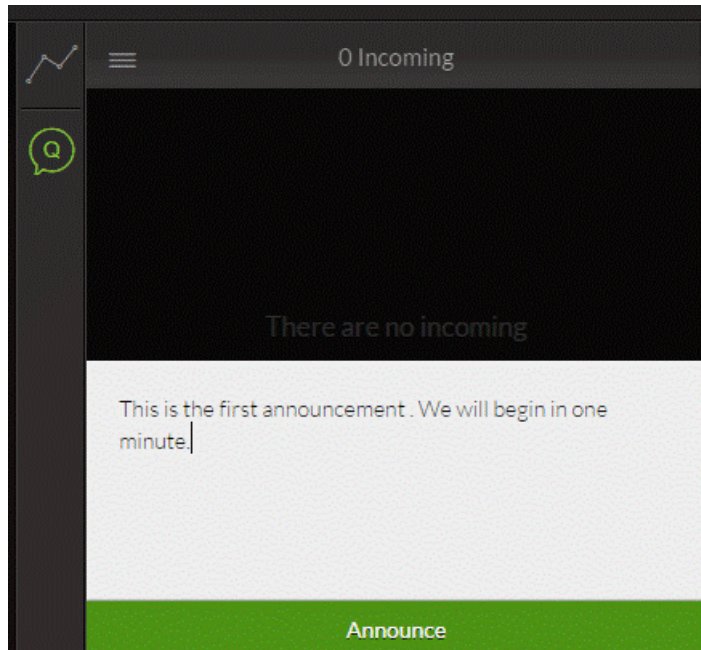 0 Incoming
Q
There are no incoming
This is the first announcement . We will begin in one
minute.
Announce